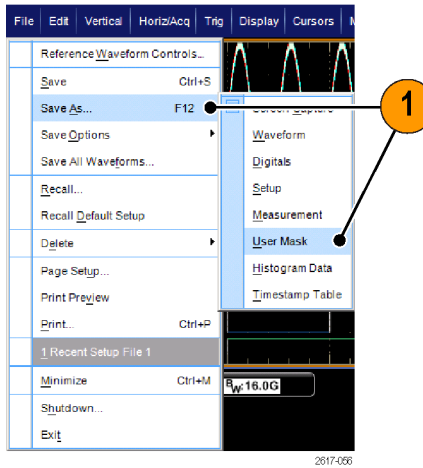 File Edit Vertical Horiz/Acq Trig Display Cursors
Reference Waveform Controls...
Save Ctrl+S
Save As... F12
1
Screen Capture
Save Options
Waveform
Save All Waveforms...
Digitals
Recall...
Setup
Recall Default Setup
Measurement
Delete
User Mask
Page Setup...
Histogram Data
Print Preview
Timestamp Table
Print... Ctrl+P
1 Recent Setup File 1
Minimize Ctrl+M
BW:16.0G
Shutdown...
Exit
2617-056